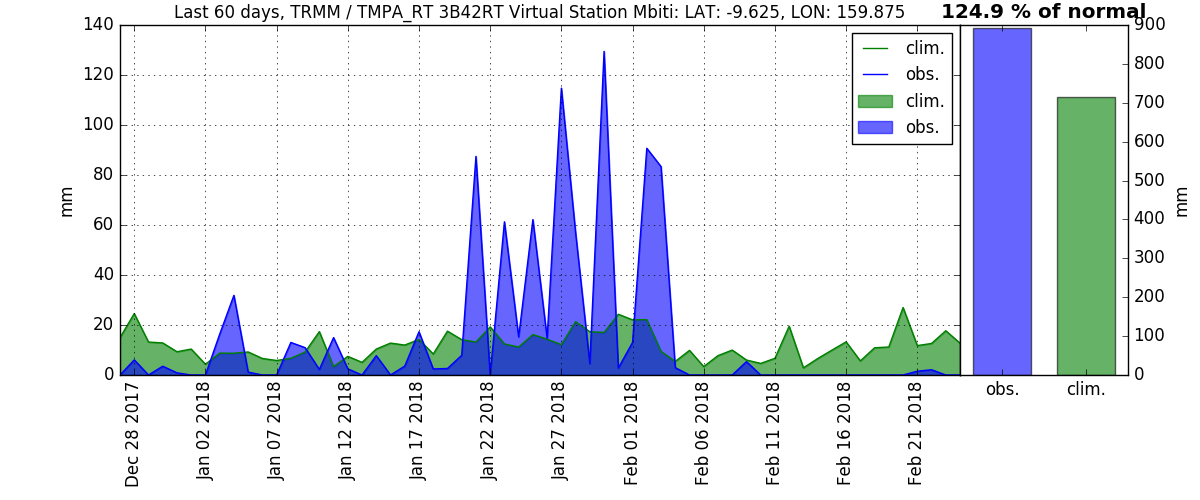 Last 60 days, TRMM / TMPA_RT 3B42RT Virtual Station Mbiti: LAT: -9.625, LON: 159.875
124.9 % of normal
140
120
100
80
60
40
20
0
mm
clim.
obs.
clim.
obs.
900
800
700
600
500
400
300
200
100
0
mm
obs.
clim.
Dec 28 2017
Jan 02 2018
Jan 07 2018
Jan 12 2018
Jan 17 2018
Jan 22 2018
Jan 27 2018
Feb 01 2018
Feb 06 2018
Feb 11 2018
Feb 16 2018
Feb 21 2018